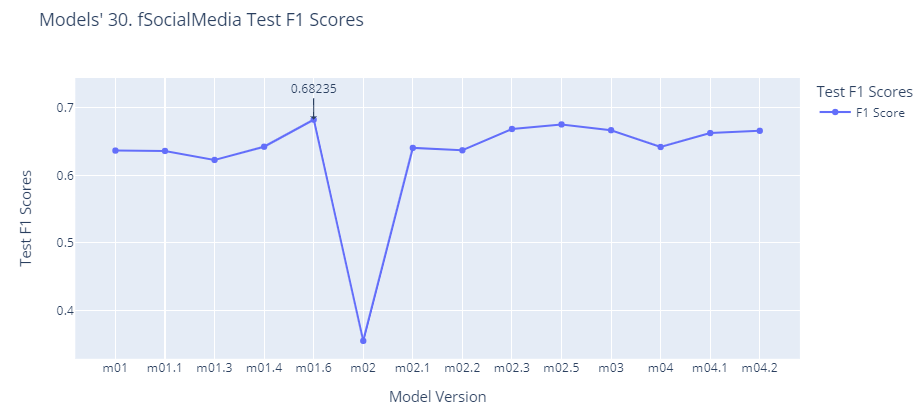 Models' 30. fSocialMedia Test F1 Scores
0.68235
Test F1 Scores
F1 Score
0.7
0.6
0.5
0.4
Test F1 Scores
m01 m01.1 m01.3 m01.4 m01.6 m02 m02.1 m02.2 m02.3 m02.5 m03 m04 m04.1 m04.2
Model Version